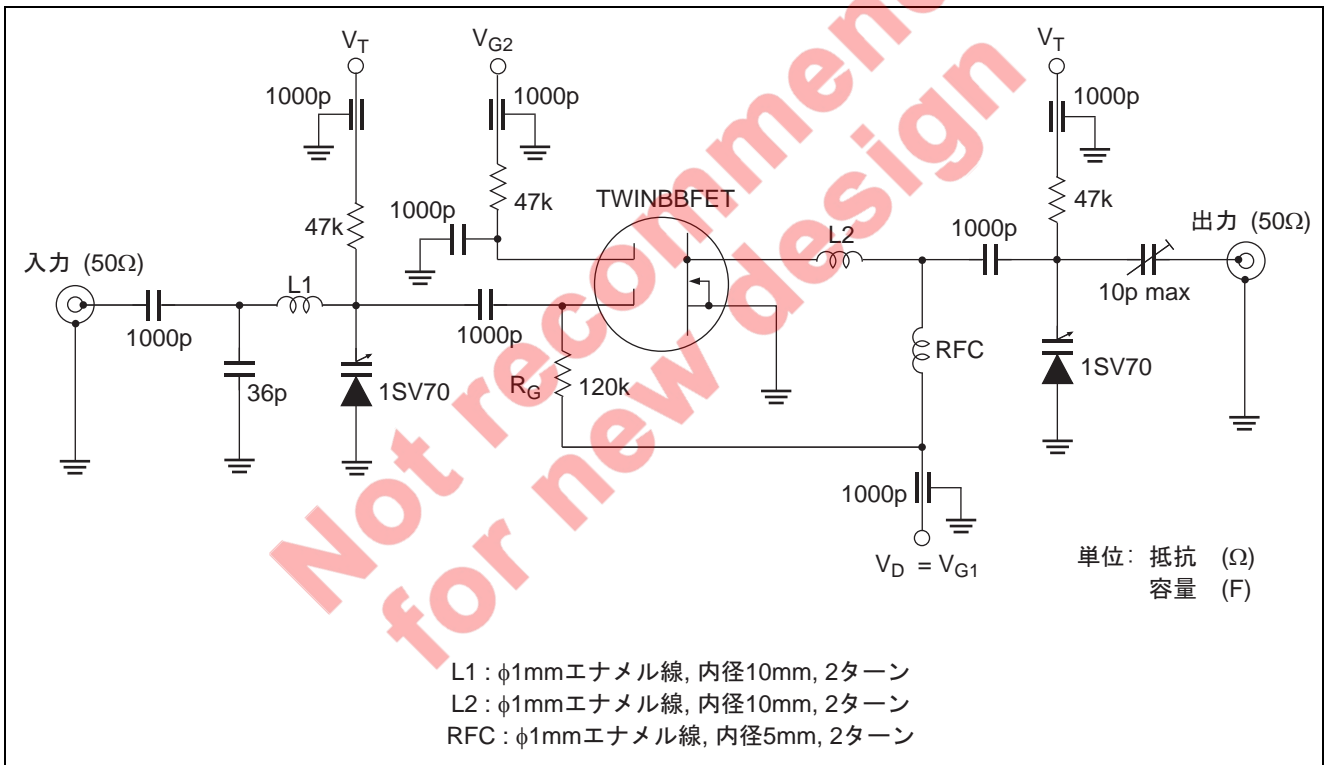 V_T
V_G2
V_T
1000p
1000p
1000p
47k
47k
47k
1000p
TWINBBFET
入力 (50Ω)
出力 (50Ω)
L1
L2
1000p
1000p
1000p
10p max
36p
1SV70
R_G
120k
RFC
1SV70
1000p
V_D = V_G1
単位: 抵抗 (Ω)
容量 (F)
L1 : ϕ1mmエナメル線, 内径10mm, 2ターン
L2 : ϕ1mmエナメル線, 内径10mm, 2ターン
RFC : ϕ1mmエナメル線, 内径5mm, 2ターン
Not recommend
for new design